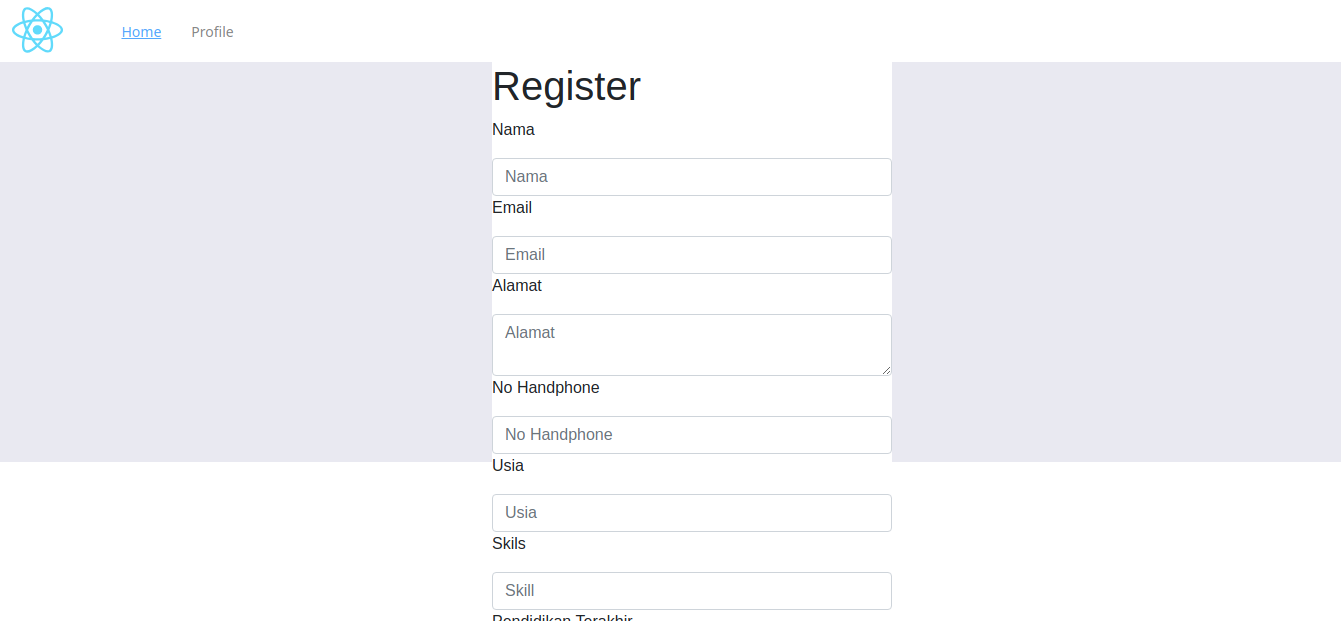 Home Profile
Register
Nama
Nama
Email
Email
Alamat
Alamat
No Handphone
No Handphone
Usia
Usia
Skils
Skill
Pendidikan Terakhir